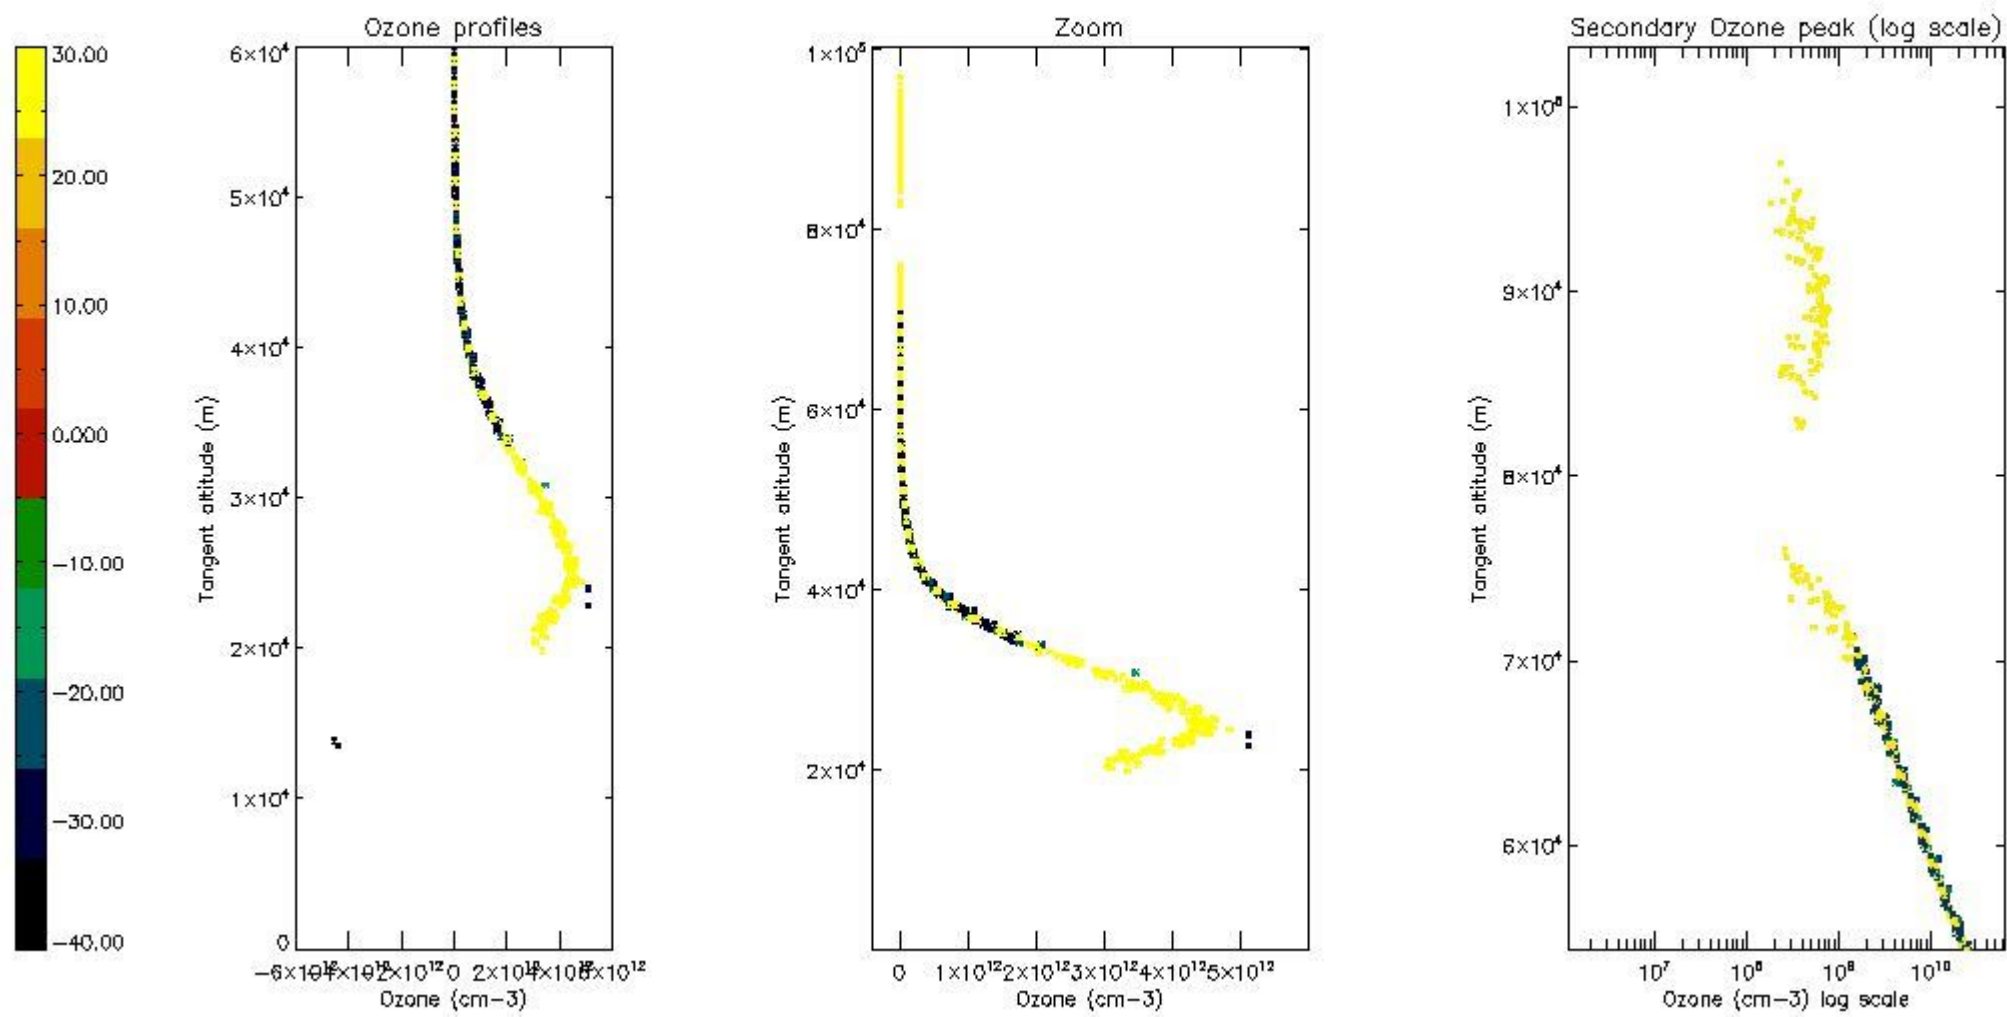 Ozone profiles
Zoom
Secondary Ozone peak (log scale)
30.00
20.00
10.00
0.000
−10.00
−20.00
−30.00
−40.00
6×10⁴
5×10⁴
4×10⁴
3×10⁴
2×10⁴
1×10⁴
0
Tangent altitude (m)
0
Ozone (cm−3)
1×10⁵
8×10⁴
6×10⁴
4×10⁴
2×10⁴
Tangent altitude (m)
0 1×10¹² 2×10¹² 3×10¹² 4×10¹² 5×10¹²
Ozone (cm−3)
9×10⁴
8×10⁴
7×10⁴
6×10⁴
Tangent altitude (m)
10⁷ 10⁸ 10⁹ 10¹⁰
Ozone (cm−3) log scale